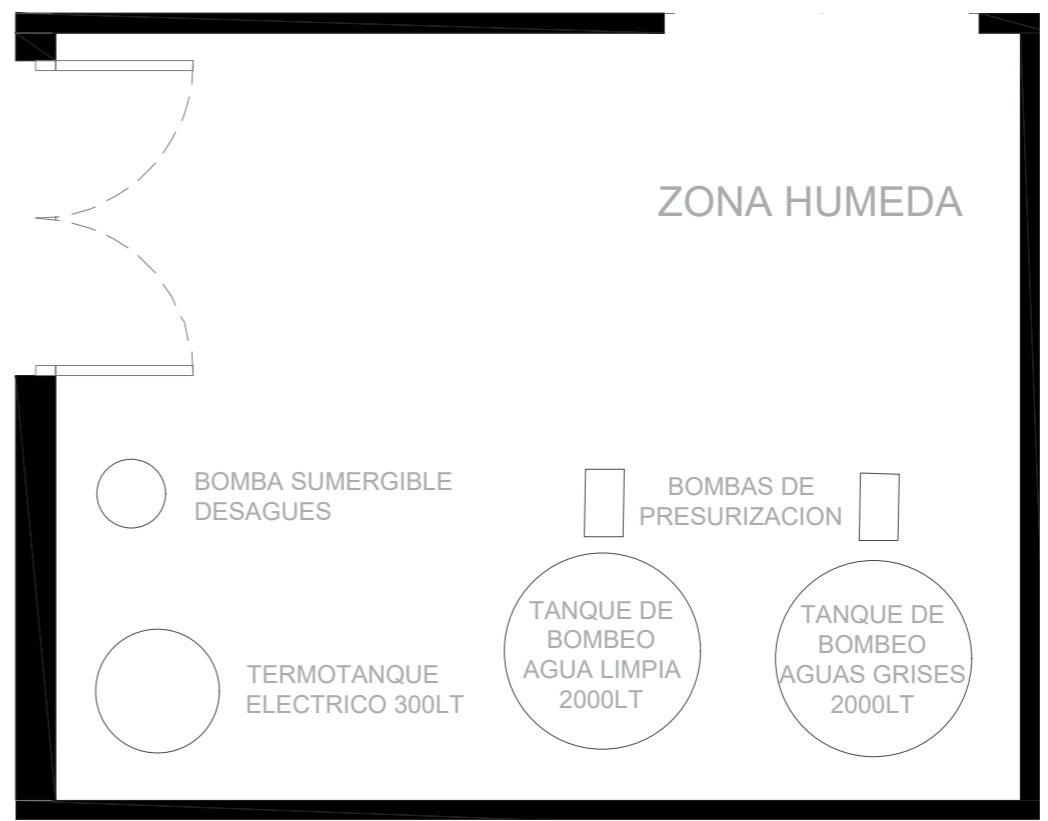 ZONA HUMEDA
BOMBA SUMERGIBLE
DESAGUES
BOMBAS DE
PRESURIZACION
TANQUE DE
BOMBEO
AGUA LIMPIA
2000LT
TANQUE DE
BOMBEO
AGUAS GRISES
2000LT
TERMOTANQUE
ELECTRICO 300LT